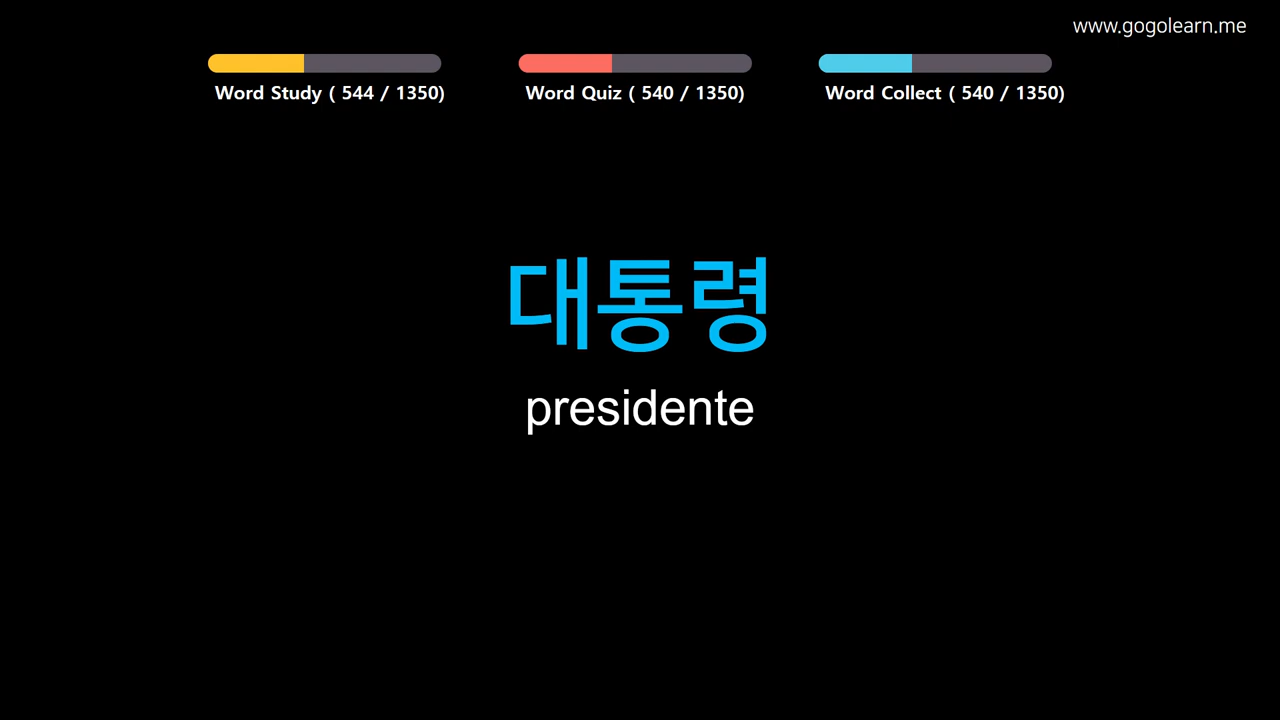 www.gogolearn.me
Word Study ( 544 / 1350)
Word Quiz ( 540 / 1350)
Word Collect ( 540 / 1350)
대통령
presidente